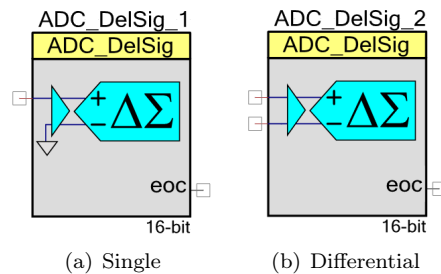 ADC_DelSig_1
ADC_DelSig
+
ΔΣ
−
eoc
16-bit
(a) Single
ADC_DelSig_2
ADC_DelSig
+
ΔΣ
−
eoc
16-bit
(b) Differential